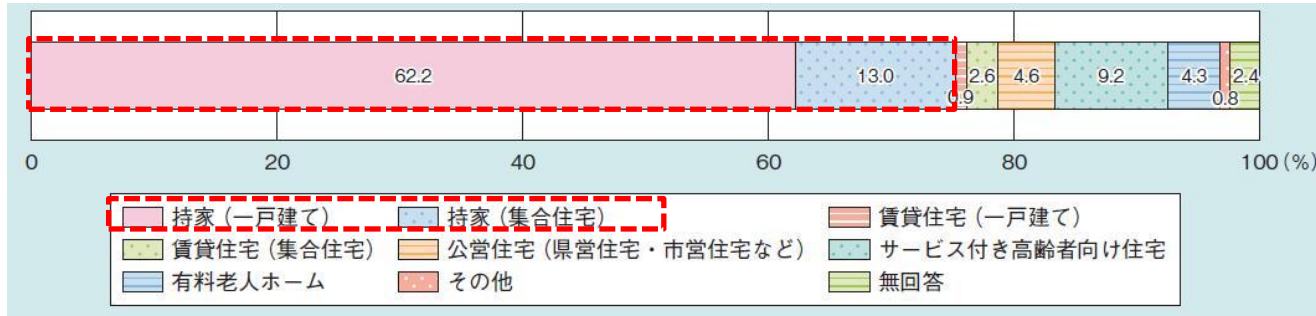 62.2 13.0 0.9 2.6 4.6 9.2 4.3 0.8 2.4
0 20 40 60 80 100 (%)
持家（一戸建て） 持家（集合住宅） 賃貸住宅（一戸建て）
賃貸住宅（集合住宅） 公営住宅（県営住宅・市営住宅など） サービス付き高齢者向け住宅
有料老人ホーム その他 無回答